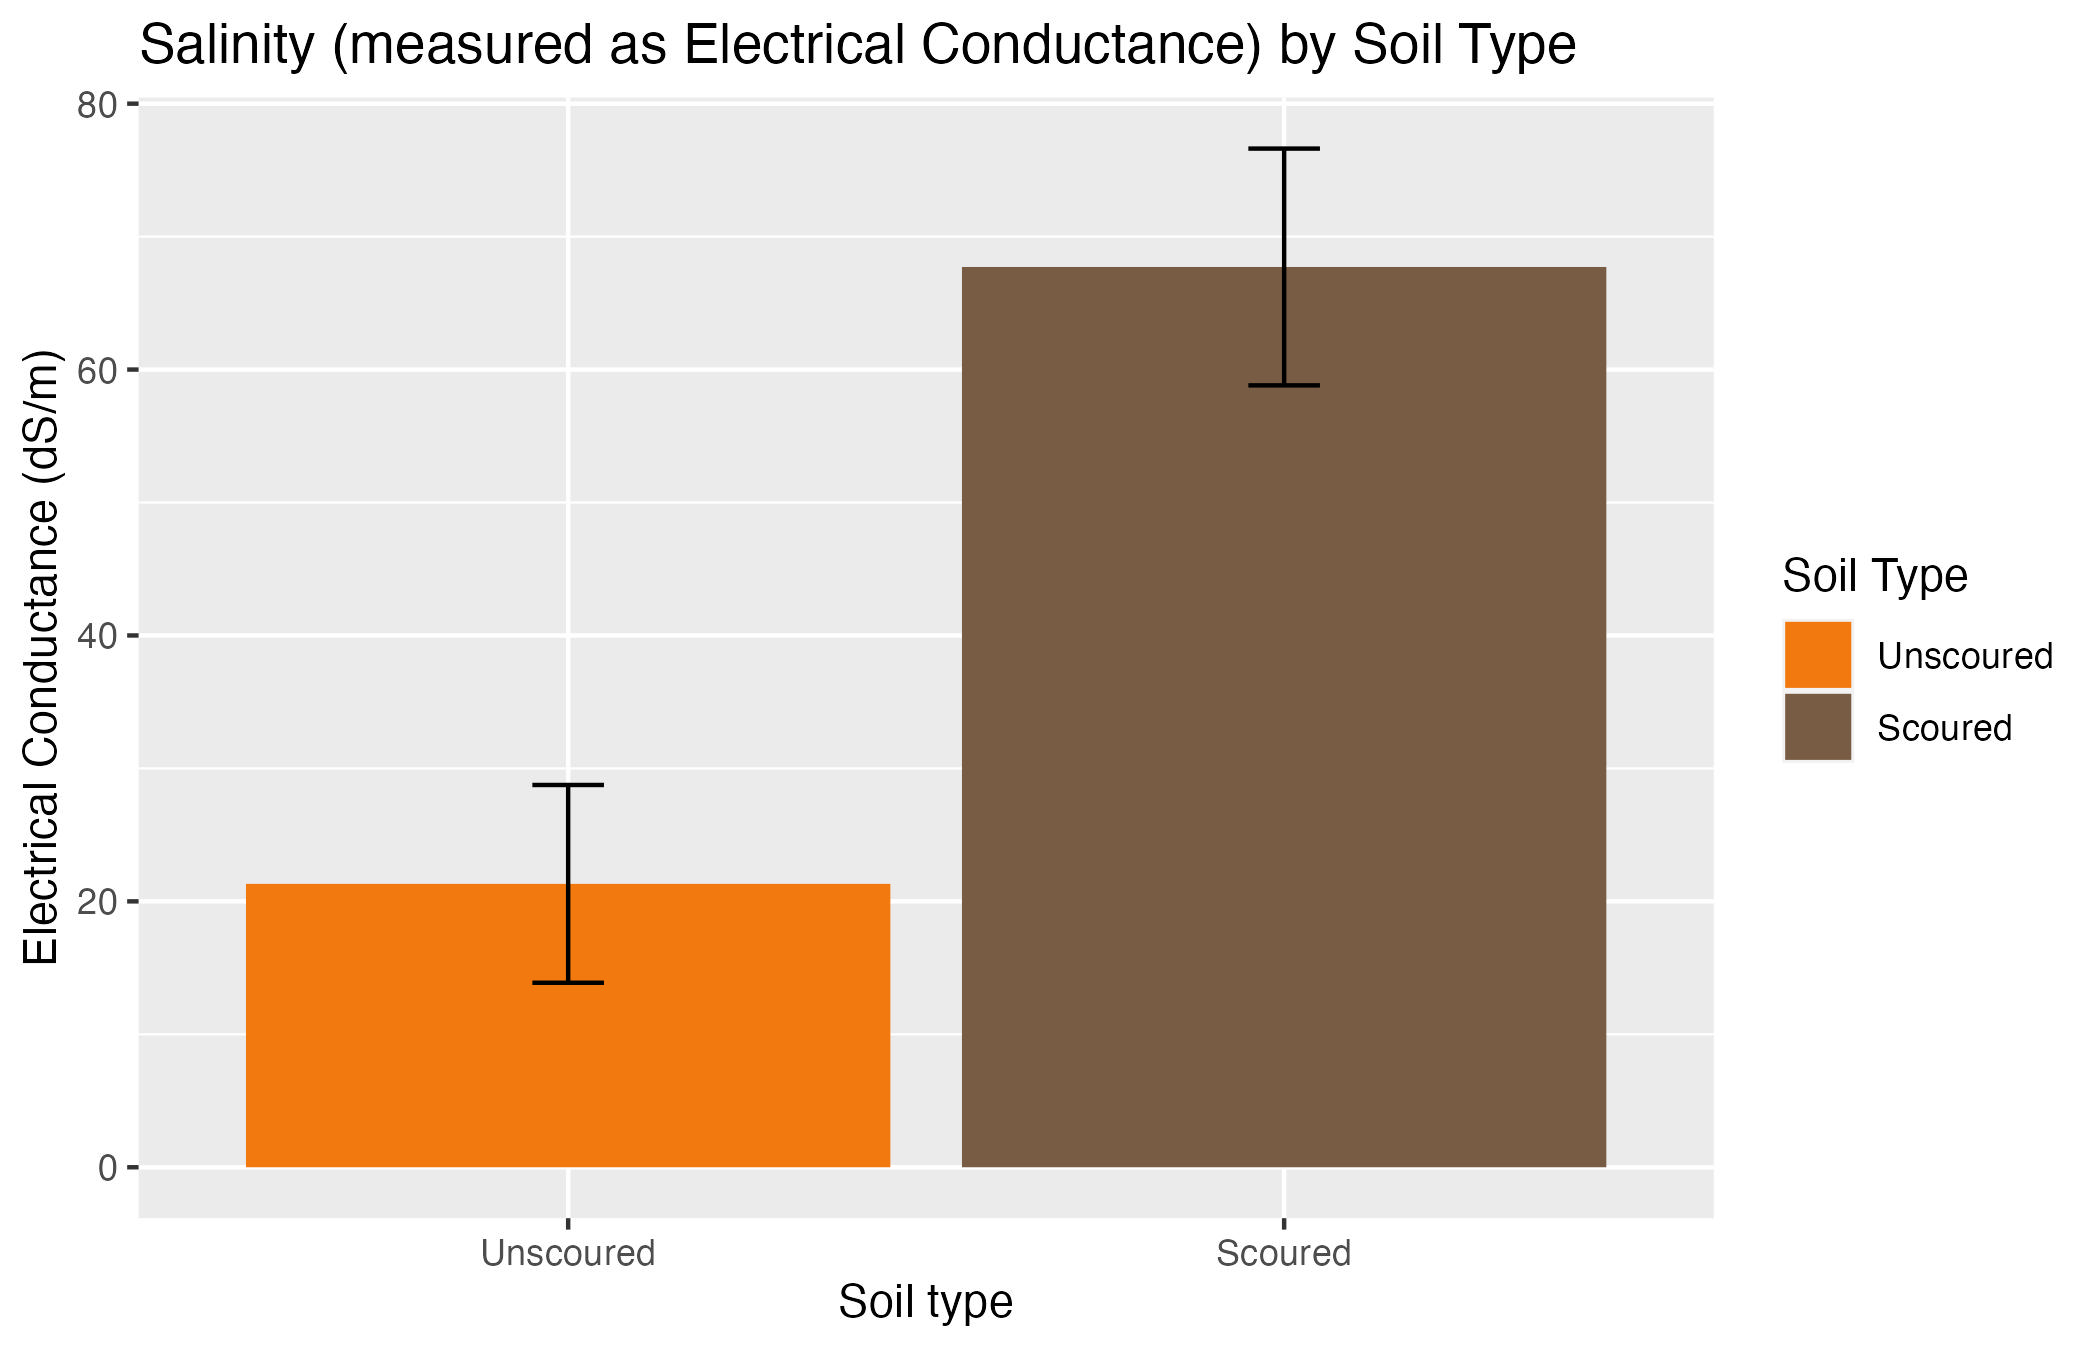 Salinity (measured as Electrical Conductance) by Soil Type
Electrical Conductance (dS/m)
80
60
40
20
0
Unscoured
Scoured
Soil type
Soil Type
Unscoured
Scoured